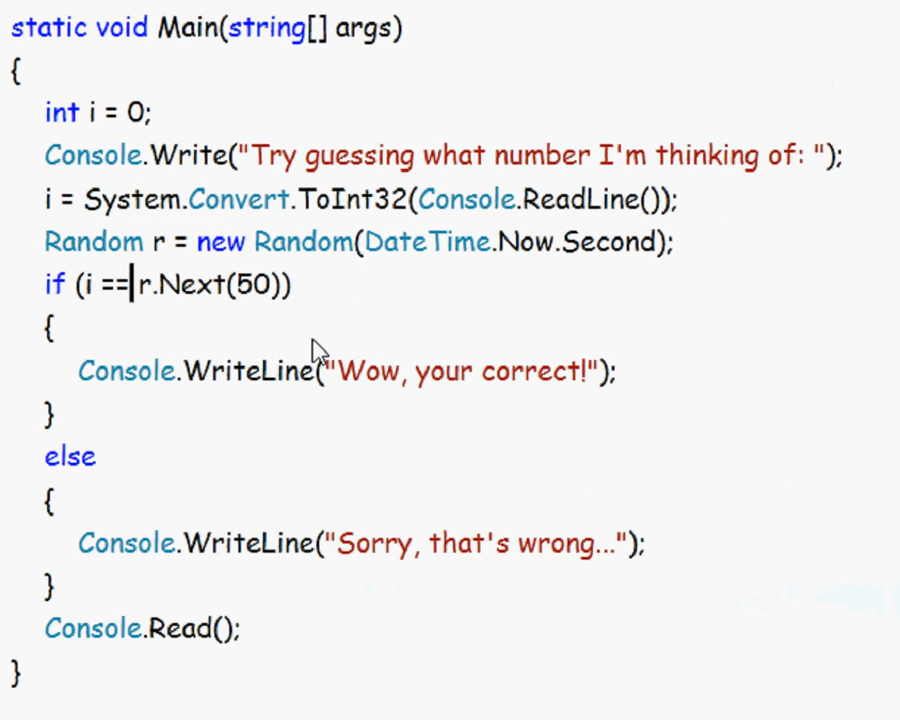 static void Main(string[] args)
{
int i = 0;
Console.Write("Try guessing what number I'm thinking of: ");
i = System.Convert.ToInt32(Console.ReadLine());
Random r = new Random(DateTime.Now.Second);
if (i == r.Next(50))
{
Console.WriteLine("Wow, your correct!");
}
else
{
Console.WriteLine("Sorry, that's wrong...");
}
Console.Read();
}